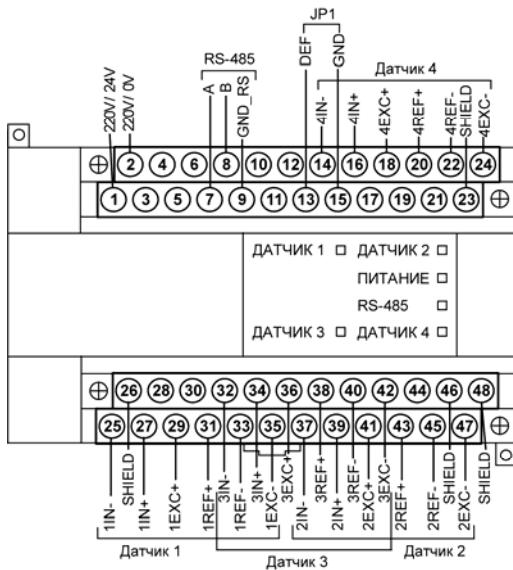 JP1
RS-485
DEF
GND
Датчик 4
220V/ 24V
220V/ 0V
A
B
GND_RS
4IN-
4IN+
4EXC+
4REF+
4REF-
SHIELD
4EXC-
2 4 6 8 10 12 14 16 18 20 22 24
1 3 5 7 9 11 13 15 17 19 21 23
ДАТЧИК 1 ДАТЧИК 2
ПИТАНИЕ
RS-485
ДАТЧИК 3 ДАТЧИК 4
26 28 30 32 34 36 38 40 42 44 46 48
25 27 29 31 33 35 37 39 41 43 45 47
1IN-
SHIELD
1IN+
1EXC+
1REF+
3IN-
1REF-
3IN+
1EXC-
3EXC+
2IN-
3REF+
2IN+
3REF-
2EXC+
3EXC-
2REF+
2REF-
SHIELD
2EXC-
SHIELD
Датчик 1
Датчик 3
Датчик 2